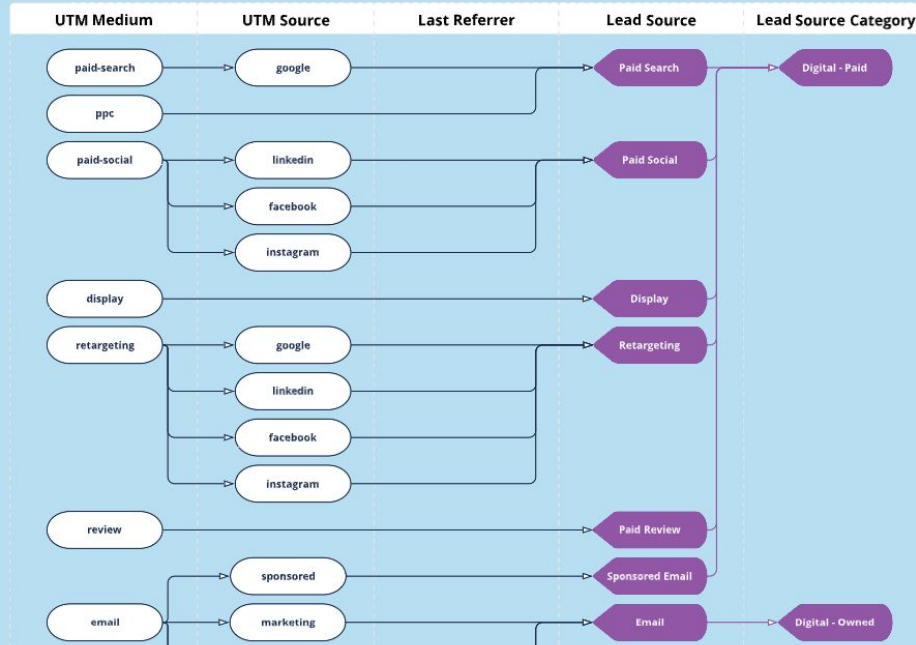 UTM Medium UTM Source Last Referrer Lead Source Lead Source Category
paid-search google Paid Search Digital - Paid
ppc
paid-social linkedin Paid Social
facebook
instagram
display Display
retargeting google Retargeting
linkedin
facebook
instagram
review Paid Review
sponsored Sponsored Email
email marketing Email Digital - Owned